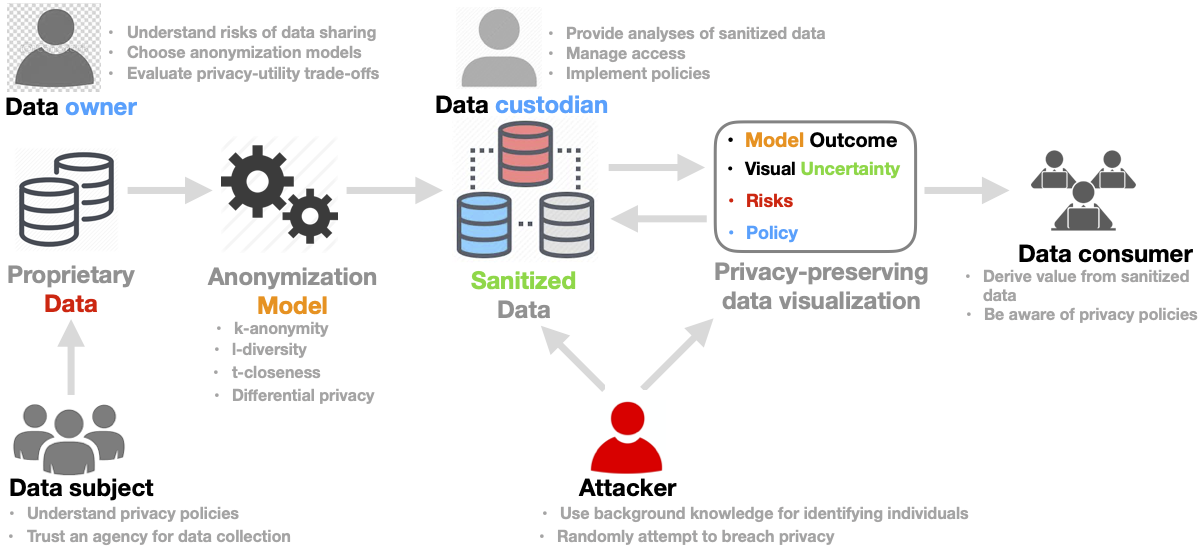 • Understand risks of data sharing
• Choose anonymization models
• Evaluate privacy-utility trade-offs
Data owner
• Provide analyses of sanitized data
• Manage access
• Implement policies
Data custodian
Proprietary
Data
Anonymization
Model
• k-anonymity
• l-diversity
• t-closeness
• Differential privacy
Sanitized
Data
• Model Outcome
• Visual Uncertainty
• Risks
• Policy
Privacy-preserving
data visualization
Data consumer
• Derive value from sanitized
data
• Be aware of privacy policies
Data subject
• Understand privacy policies
• Trust an agency for data collection
Attacker
• Use background knowledge for identifying individuals
• Randomly attempt to breach privacy